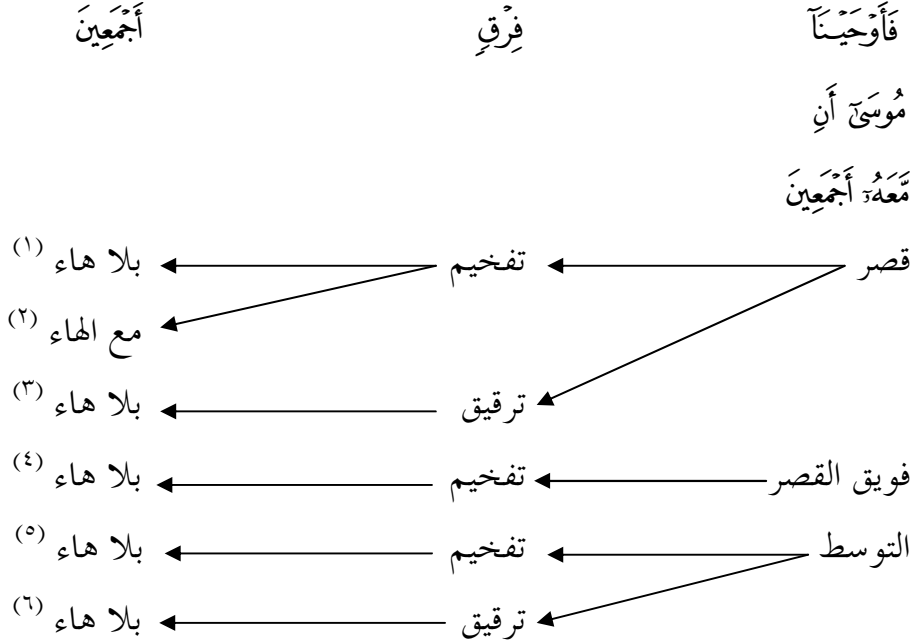 فَأَوْحَيْنَآ فِرْقٍ أَجْمَعِينَ
مُوسَىٰٓ أَنِ
مَّعَهُۥٓ أَجْمَعِينَ
قصر تفخيم بلا هاء (١)
مع الهاء (٢)
ترقيق بلا هاء (٣)
فويق القصر تفخيم بلا هاء (٤)
التوسط تفخيم بلا هاء (٥)
ترقيق بلا هاء (٦)